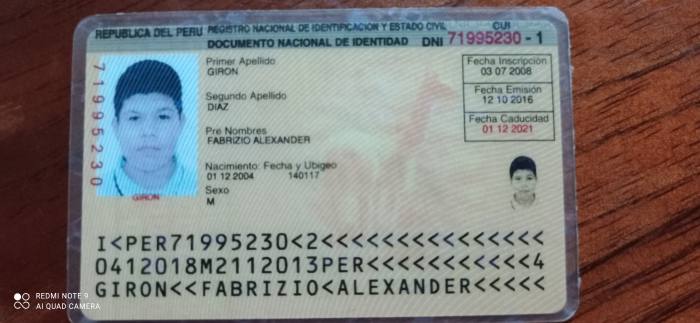 REPUBLICA DEL PERU REGISTRO NACIONAL DE IDENTIFICACION Y ESTADO CIVIL CUI
DOCUMENTO NACIONAL DE IDENTIDAD DNI 71995230 - 1
71995230
Primer Apellido
GIRON
Segundo Apellido
DIAZ
Pre Nombres
FABRIZIO ALEXANDER
Nacimiento: Fecha y Ubigeo
01 12 2004 140117
Sexo
M
Fecha Inscripción
03 07 2008
Fecha Emisión
12 10 2016
Fecha Caducidad
01 12 2021
GIRON
I<PER71995230<2<<<<<<<<<<<<<<<
0412018M2112013PER<<<<<<<<<<<4
GIRON<<FABRIZIO<ALEXANDER<<<<<
REDMI NOTE 9
AI QUAD CAMERA